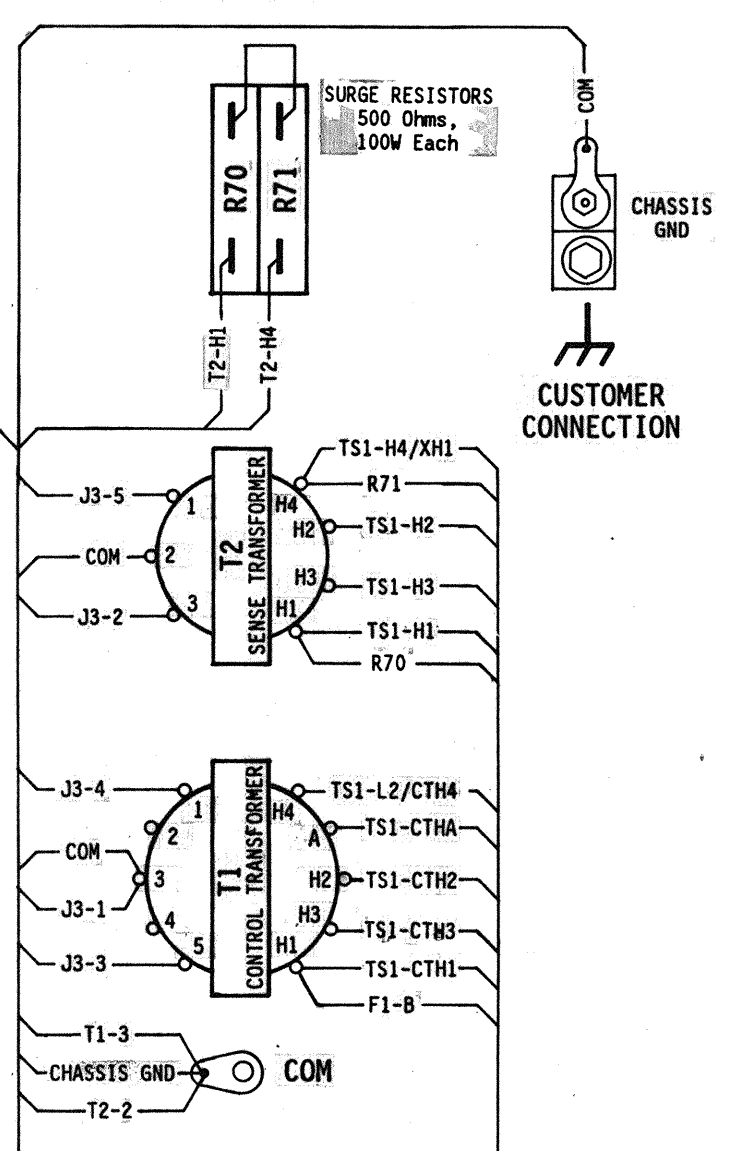 COM
SURGE RESISTORS
500 Ohms,
100W Each
R70
R71
CHASSIS
GND
T2-H1
T2-H4
CUSTOMER
CONNECTION
TS1-H4/XH1
J3-5
1
H4
R71
H2
TS1-H2
COM
2
T2
SENSE TRANSFORMER
H3
TS1-H3
J3-2
3
H1
TS1-H1
R70
J3-4
1
H4
TS1-L2/CTH4
2
A
TS1-CTHA
COM
3
T1
CONTROL TRANSFORMER
H2
TS1-CTH2
J3-1
4
H3
TS1-CTH3
J3-3
5
H1
TS1-CTH1
F1-B
T1-3
CHASSIS GND
COM
T2-2